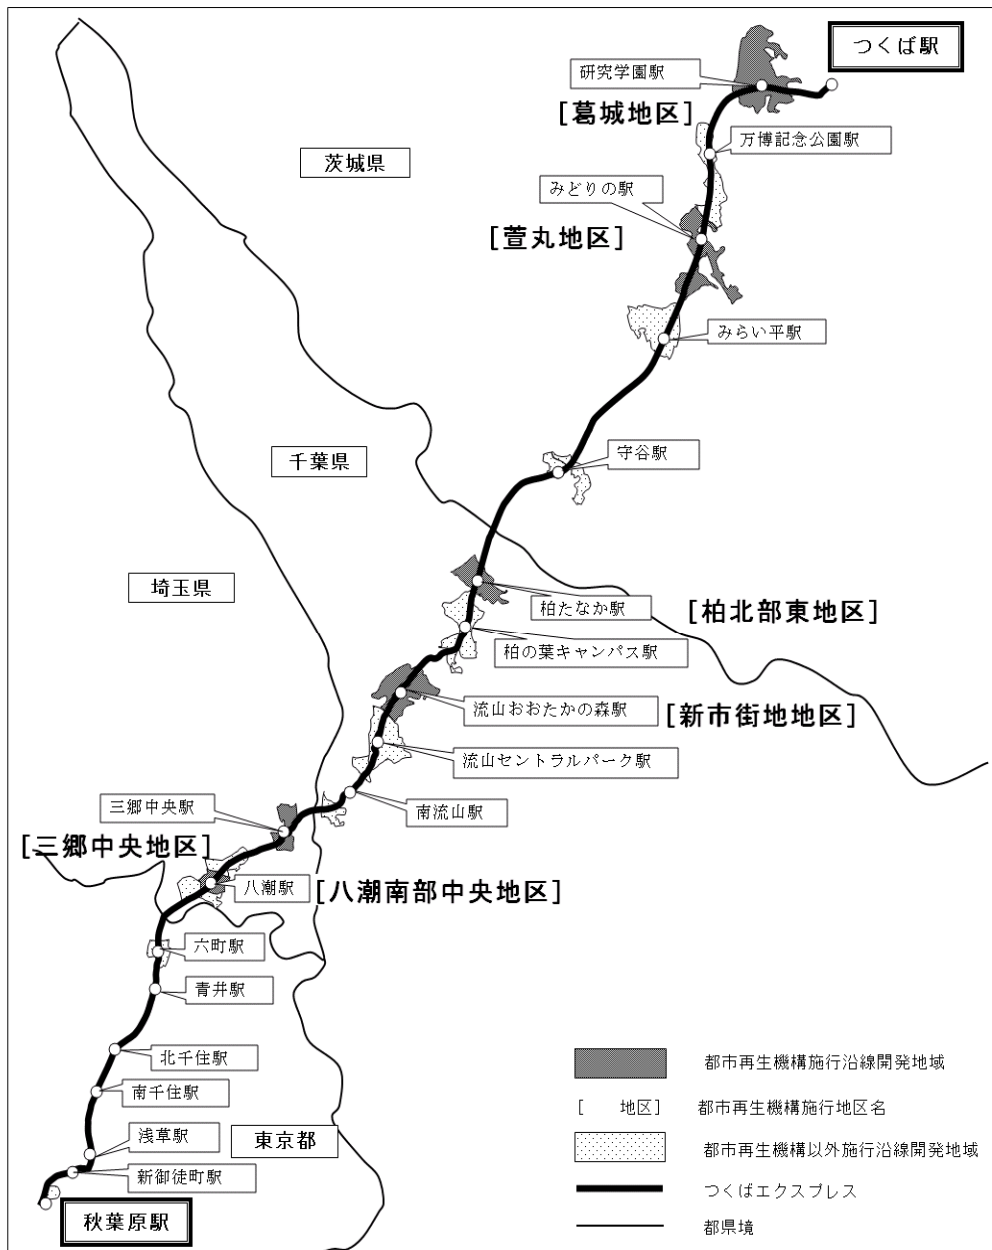 つくば駅
研究学園駅
[葛城地区]
万博記念公園駅
茨城県
みどりの駅
[萱丸地区]
みらい平駅
守谷駅
千葉県
埼玉県
柏たなか駅
[柏北部東地区]
柏の葉キャンパス駅
流山おおたかの森駅
[新市街地地区]
流山セントラルパーク駅
三郷中央駅
南流山駅
[三郷中央地区]
八潮駅
[八潮南部中央地区]
六町駅
青井駅
北千住駅
南千住駅
浅草駅
東京都
新御徒町駅
秋葉原駅
都市再生機構施行沿線開発地域
[　地区]　都市再生機構施行地区名
都市再生機構以外施行沿線開発地域
つくばエクスプレス
都県境